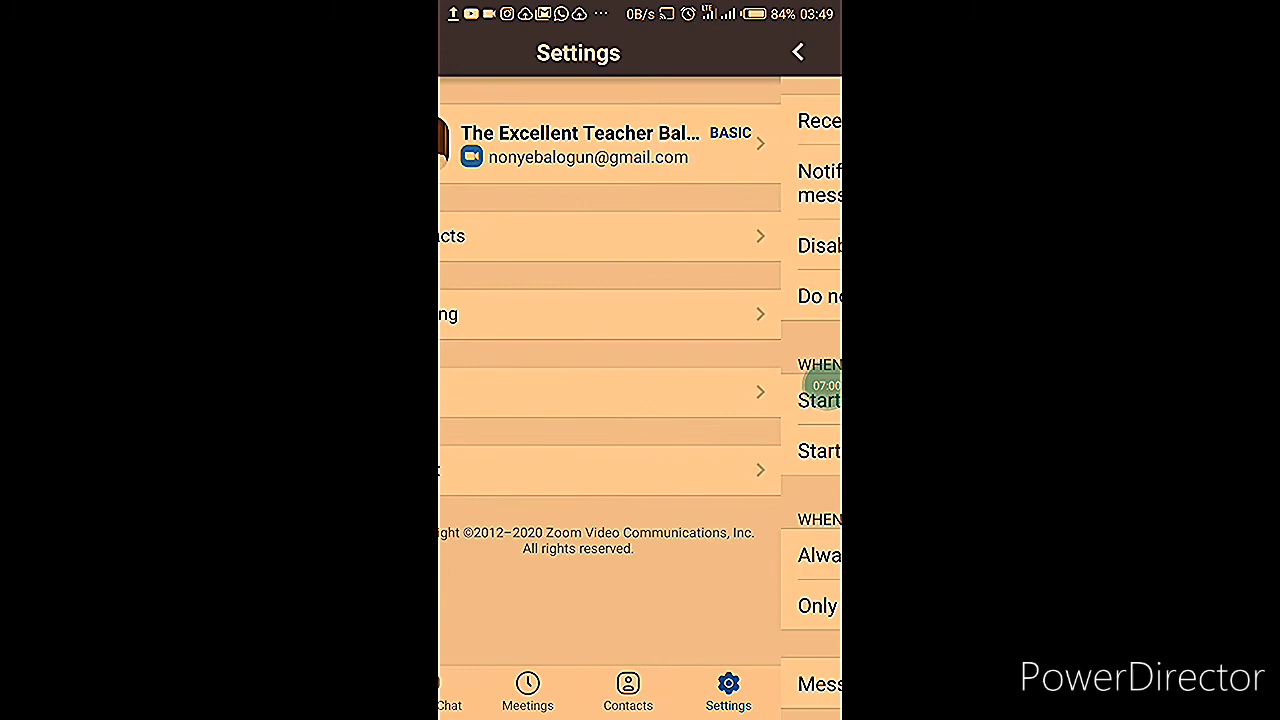 0B/s 84% 03:49
Settings
The Excellent Teacher Bal... BASIC
nonyebalogun@gmail.com
acts
ng
ight ©2012–2020 Zoom Video Communications, Inc.
All rights reserved.
Chat Meetings Contacts Settings
Rece
Notif
mess
Disab
Do no
WHEN
07:00
Start
Start
WHEN
Alwa
Only
Mess
PowerDirector